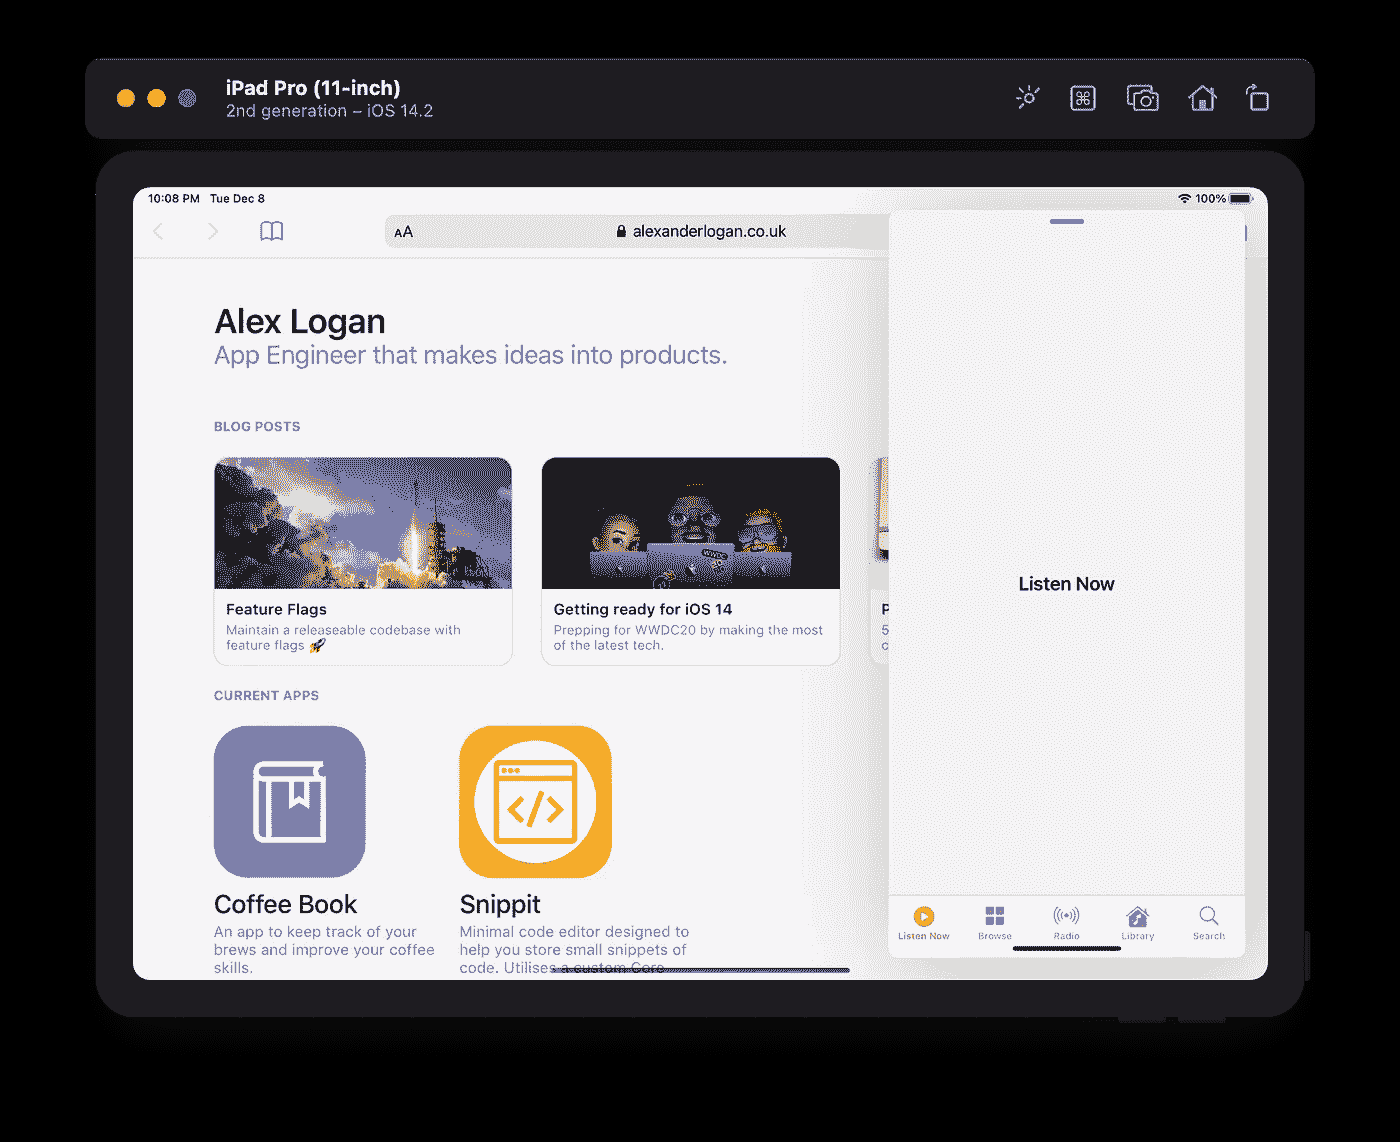 iPad Pro (11-inch)
2nd generation – iOS 14.2
10:08 PM Tue Dec 8
100%
AA
alexanderlogan.co.uk
Alex Logan
App Engineer that makes ideas into products.
BLOG POSTS
WWDC
Feature Flags
Maintain a releaseable codebase with
feature flags 🚀
Getting ready for iOS 14
Prepping for WWDC20 by making the most
of the latest tech.
P
5
c
CURRENT APPS
</>
Coffee Book
An app to keep track of your
brews and improve your coffee
skills.
Snippit
Minimal code editor designed to
help you store small snippets of
code. Utilises a custom Core
Listen Now
Listen Now
Browse
Radio
Library
Search